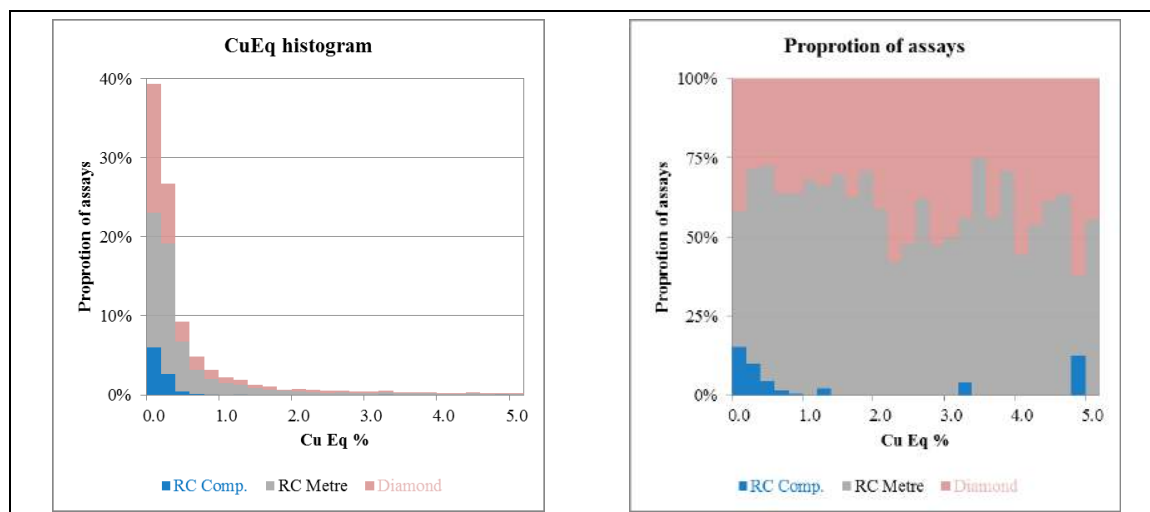 CuEq histogram
40%
30%
20%
10%
0%
Proprotion of assays
0.0 1.0 2.0 3.0 4.0 5.0
Cu Eq %
RC Comp. RC Metre Diamond
Proprotion of assays
100%
75%
50%
25%
0%
Proprotion of assays
0.0 1.0 2.0 3.0 4.0 5.0
Cu Eq %
RC Comp. RC Metre Diamond